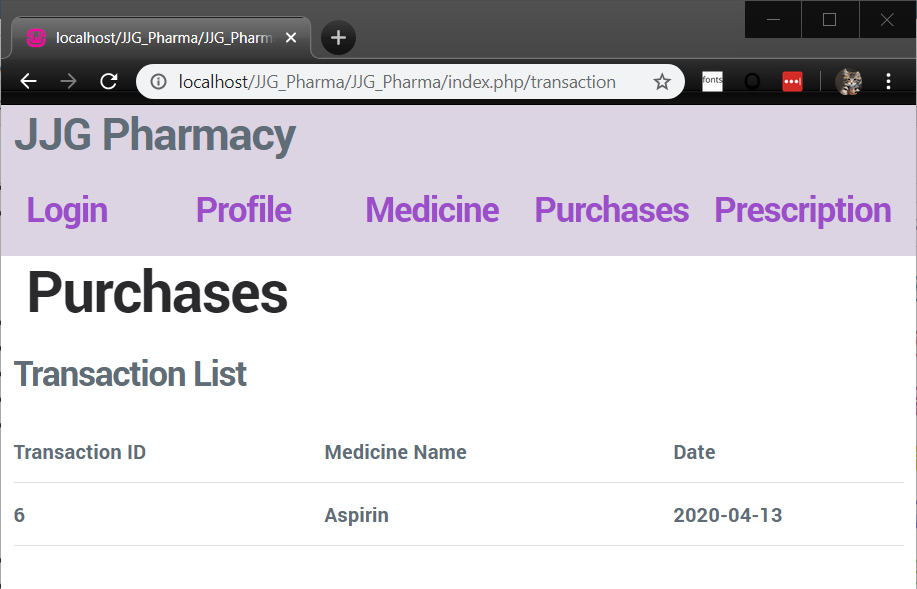 localhost/JJG_Pharma/JJG_Pharm
localhost/JJG_Pharma/JJG_Pharma/index.php/transaction
fonts
JJG Pharmacy
Login Profile Medicine Purchases Prescription
Purchases
Transaction List
Transaction ID Medicine Name Date
6 Aspirin 2020-04-13